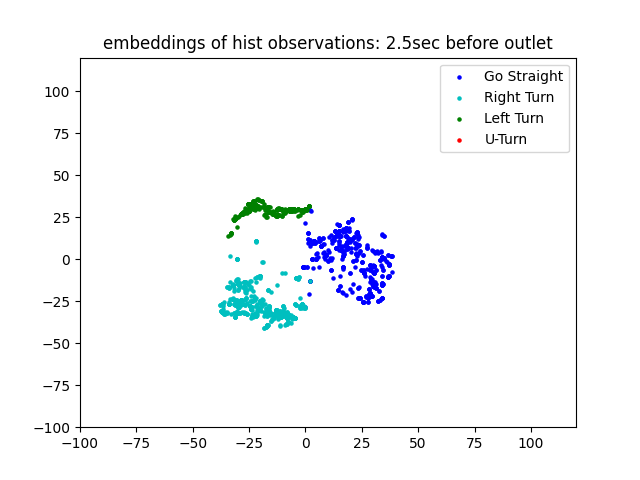 embeddings of hist observations: 2.5sec before outlet
Go Straight
Right Turn
Left Turn
U-Turn
100
75
50
25
0
−25
−50
−75
−100
−100 −75 −50 −25 0 25 50 75 100